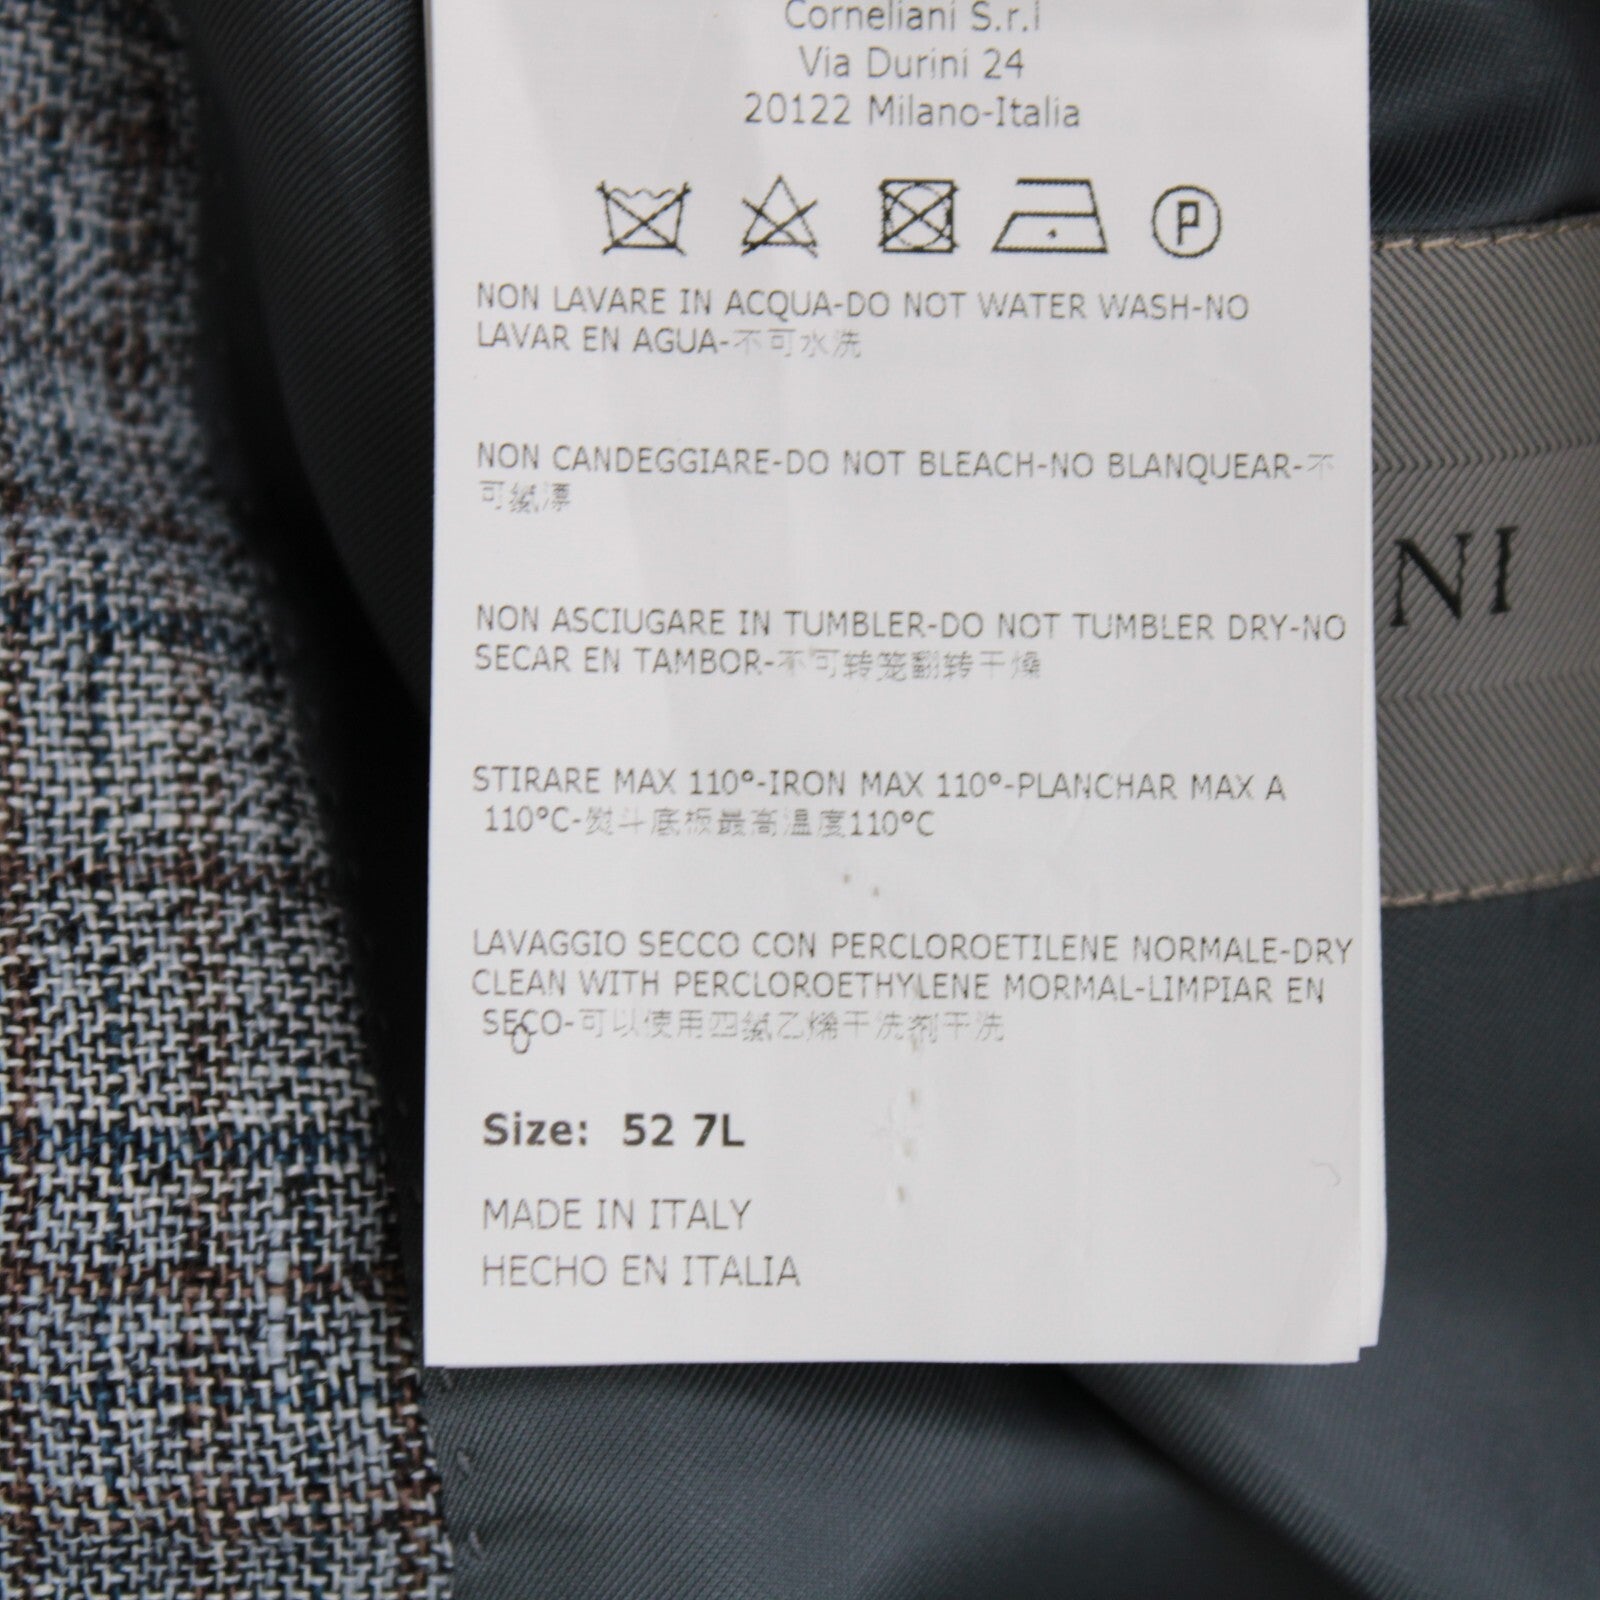 Corneliani S.r.l
Via Durini 24
20122 Milano-Italia
P
NON LAVARE IN ACQUA-DO NOT WATER WASH-NO
LAVAR EN AGUA-不可水洗
NON CANDEGGIARE-DO NOT BLEACH-NO BLANQUEAR-不
可氯漂
NON ASCIUGARE IN TUMBLER-DO NOT TUMBLER DRY-NO
SECAR EN TAMBOR-不可转笼翻转干燥
STIRARE MAX 110°-IRON MAX 110°-PLANCHAR MAX A
110°C-熨斗底板最高温度110°C
LAVAGGIO SECCO CON PERCLOROETILENE NORMALE-DRY
CLEAN WITH PERCLOROETHYLENE MORMAL-LIMPIAR EN
SECO-可以使用四氯乙烯干洗剂干洗
Size: 52 7L
MADE IN ITALY
HECHO EN ITALIA
NI